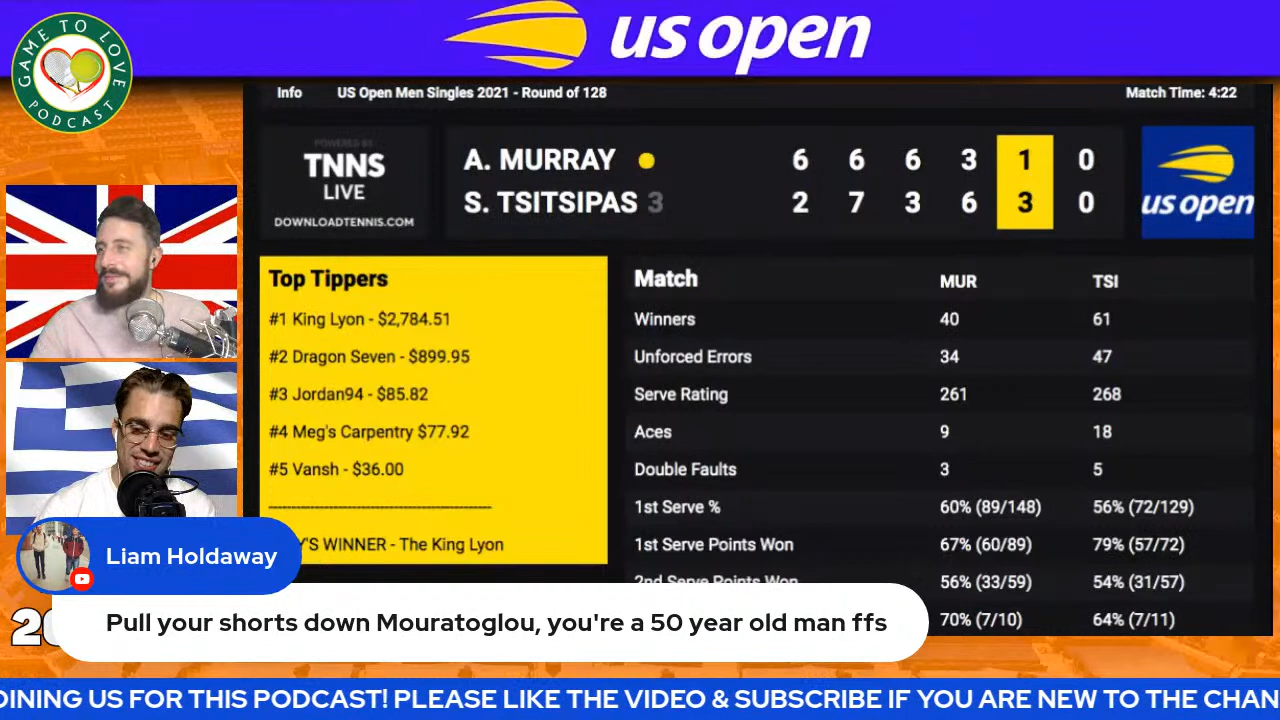 GAME TO LOVE
PODCAST
us open
Info US Open Men Singles 2021 - Round of 128 Match Time: 4:22
POWERED BY
TNNS
LIVE
DOWNLOADTENNIS.COM
A. MURRAY 6 6 6 3 1 0
S. TSITSIPAS 3 2 7 3 6 3 0
us open
Top Tippers
#1 King Lyon - $2,784.51
#2 Dragon Seven - $899.95
#3 Jordan94 - $85.82
#4 Meg's Carpentry $77.92
#5 Vansh - $36.00
Y'S WINNER - The King Lyon
Match MUR TSI
Winners 40 61
Unforced Errors 34 47
Serve Rating 261 268
Aces 9 18
Double Faults 3 5
1st Serve % 60% (89/148) 56% (72/129)
1st Serve Points Won 67% (60/89) 79% (57/72)
2nd Serve Points Won 56% (33/59) 54% (31/57)
70% (7/10) 64% (7/11)
Liam Holdaway
Pull your shorts down Mouratoglou, you're a 50 year old man ffs
OINING US FOR THIS PODCAST! PLEASE LIKE THE VIDEO & SUBSCRIBE IF YOU ARE NEW TO THE CHAN